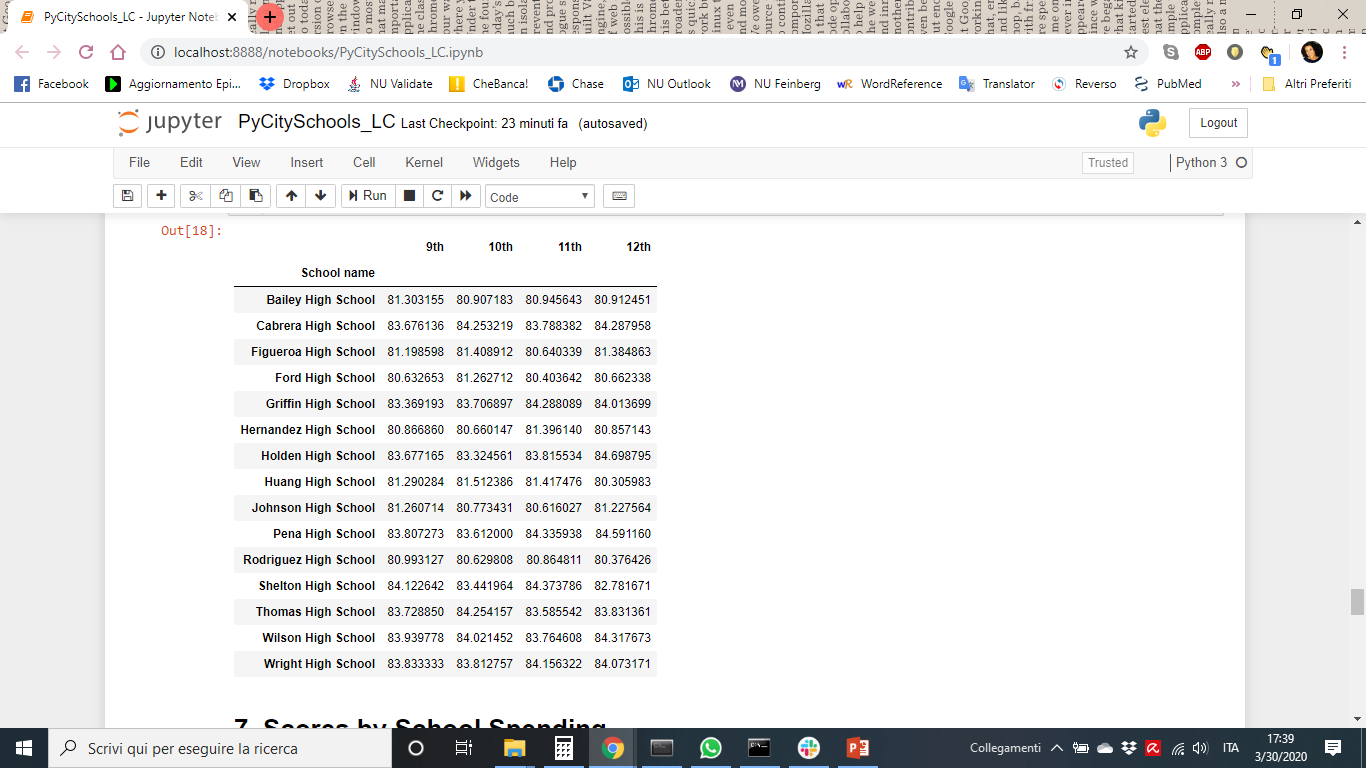 PyCitySchools_LC - Jupyter Noteb
localhost:8888/notebooks/PyCitySchools_LC.ipynb
Facebook Aggiornamento Epi... Dropbox NU Validate CheBanca! Chase NU Outlook NU Feinberg WordReference Translator Reverso PubMed » Altri Preferiti
jupyter PyCitySchools_LC Last Checkpoint: 23 minuti fa (autosaved) Logout
File Edit View Insert Cell Kernel Widgets Help Trusted Python 3
Run Code
Out[18]:
9th 10th 11th 12th
School name
Bailey High School 81.303155 80.907183 80.945643 80.912451
Cabrera High School 83.676136 84.253219 83.788382 84.287958
Figueroa High School 81.198598 81.408912 80.640339 81.384863
Ford High School 80.632653 81.262712 80.403642 80.662338
Griffin High School 83.369193 83.706897 84.288089 84.013699
Hernandez High School 80.866860 80.660147 81.396140 80.857143
Holden High School 83.677165 83.324561 83.815534 84.698795
Huang High School 81.290284 81.512386 81.417476 80.305983
Johnson High School 81.260714 80.773431 80.616027 81.227564
Pena High School 83.807273 83.612000 84.335938 84.591160
Rodriguez High School 80.993127 80.629808 80.864811 80.376426
Shelton High School 84.122642 83.441964 84.373786 82.781671
Thomas High School 83.728850 84.254157 83.585542 83.831361
Wilson High School 83.939778 84.021452 83.764608 84.317673
Wright High School 83.833333 83.812757 84.156322 84.073171
7. Scores by School Spending
Scrivi qui per eseguire la ricerca
Collegamenti ITA 17:39
3/30/2020